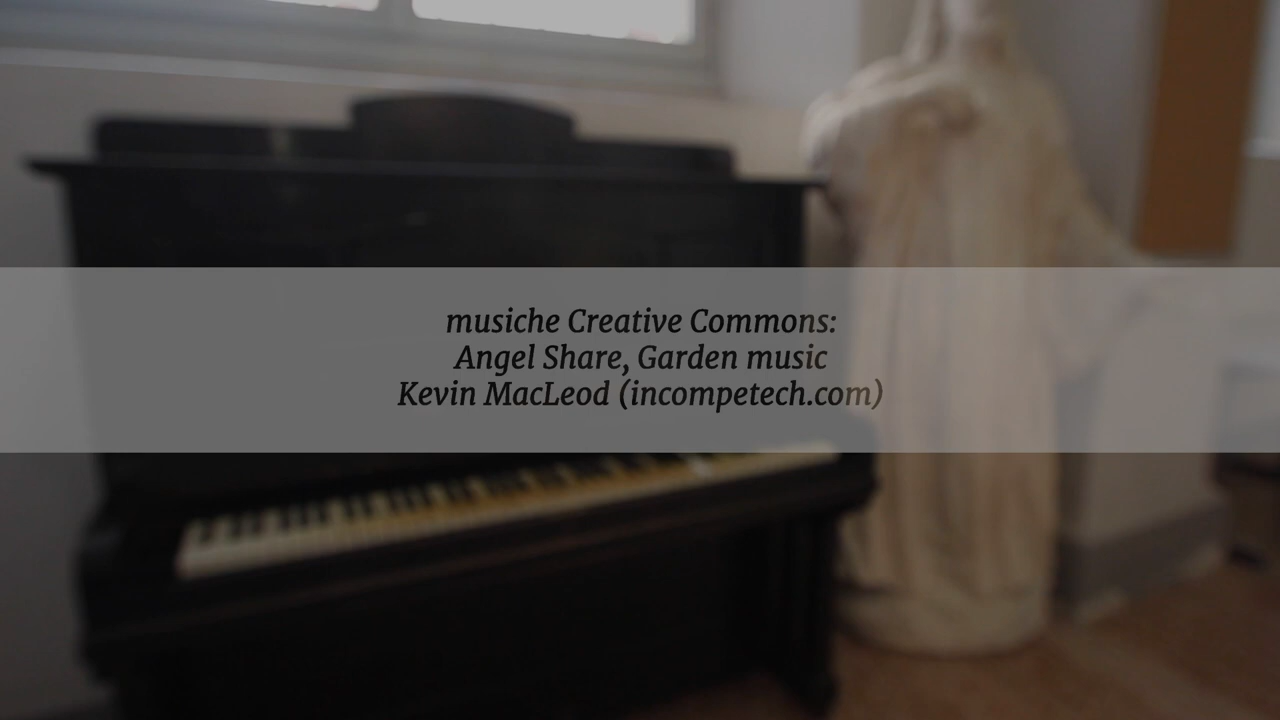 musiche Creative Commons:
Angel Share, Garden music
Kevin MacLeod (incompetech.com)